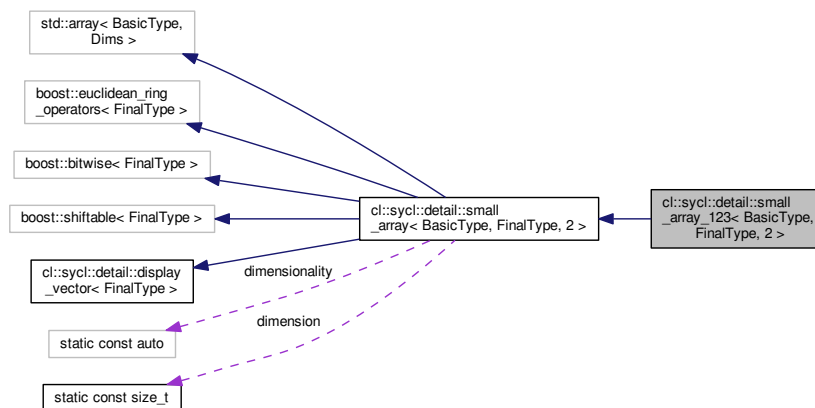 std::array< BasicType,
Dims >
boost::euclidean_ring
_operators< FinalType >
boost::bitwise< FinalType >
boost::shiftable< FinalType >
cl::sycl::detail::display
_vector< FinalType >
static const auto
static const size_t
dimensionality
dimension
cl::sycl::detail::small
_array< BasicType, FinalType, 2 >
cl::sycl::detail::small
_array_123< BasicType,
FinalType, 2 >